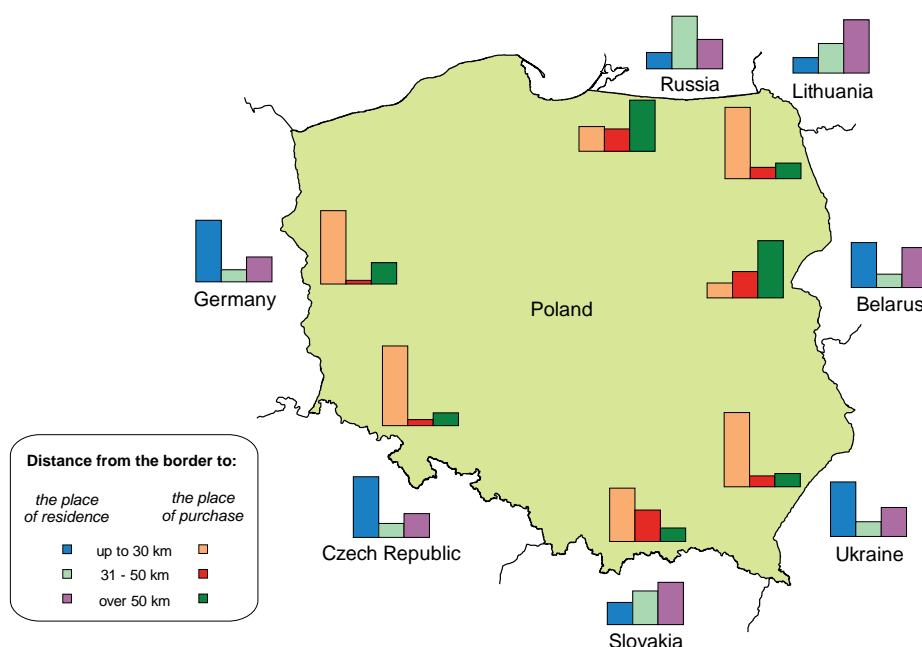 Russia
Lithuania
Germany
Poland
Belarus
Distance from the border to:
the place
of residence
the place
of purchase
up to 30 km
31 - 50 km
over 50 km
Czech Republic
Ukraine
Slovakia